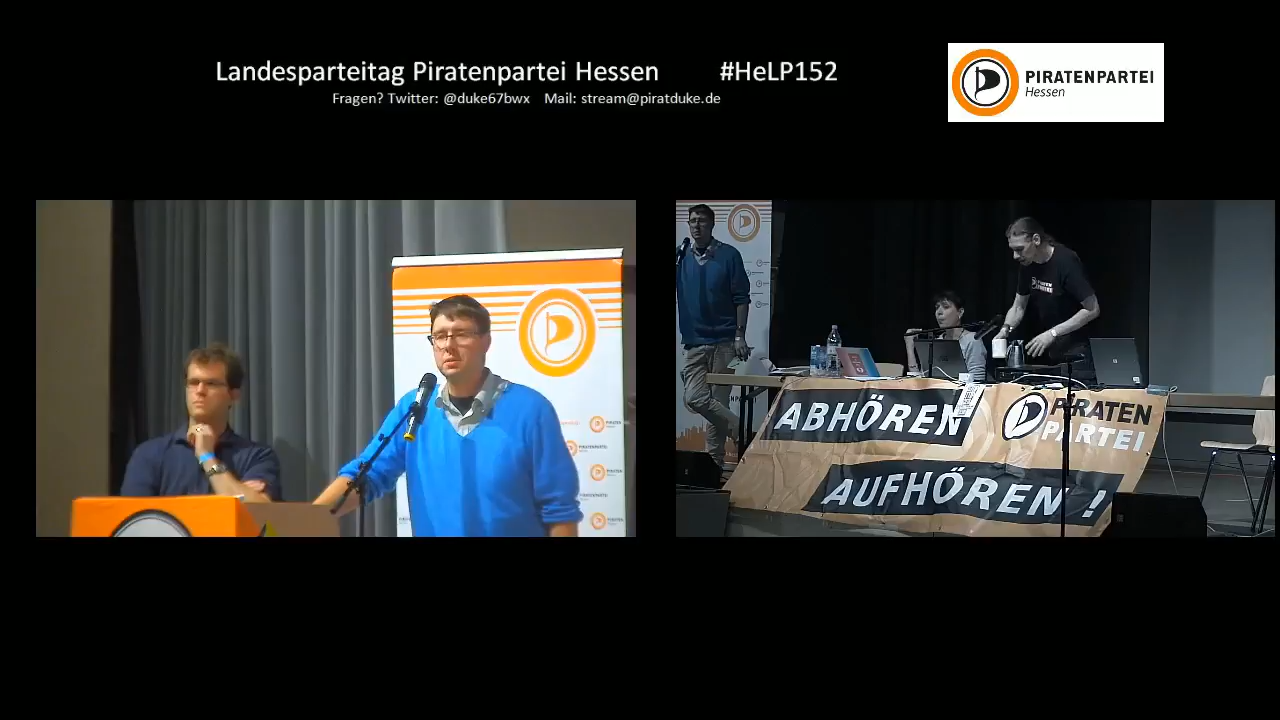 Landesparteitag Piratenpartei Hessen #HeLP152
Fragen? Twitter: @duke67bwx Mail: stream@piratduke.de
PIRATENPARTEI
Hessen
ABHÖREN
PIRATEN
PARTEI
AUFHÖREN !